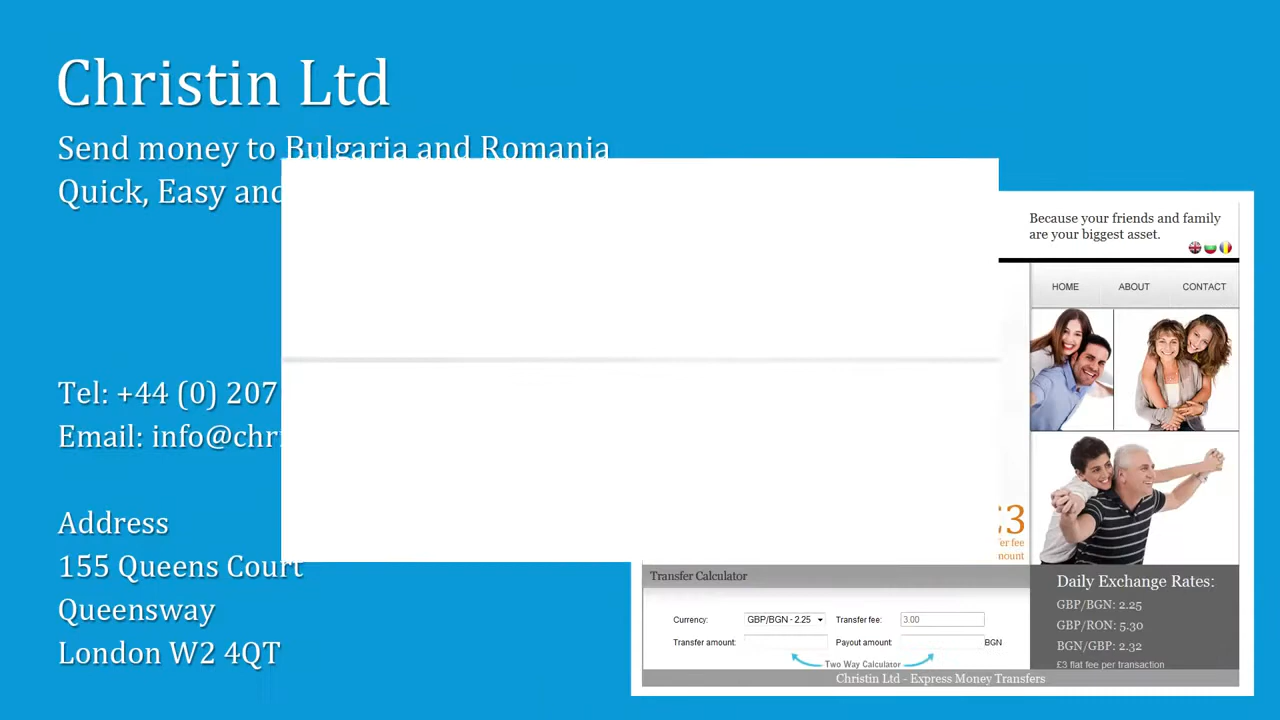 Christin Ltd
Send money to Bulgaria and Romania
Quick, Easy and
Tel: +44 (0) 207
Email: info@chri
Address
155 Queens Court
Queensway
London W2 4QT
Because your friends and family
are your biggest asset.
HOME ABOUT CONTACT
£3
er fee
nount
Transfer Calculator
Currency: GBP/BGN - 2.25 Transfer fee: 3.00
Transfer amount: Payout amount: BGN
Two Way Calculator
Daily Exchange Rates:
GBP/BGN: 2.25
GBP/RON: 5.30
BGN/GBP: 2.32
£3 flat fee per transaction
Christin Ltd - Express Money Transfers